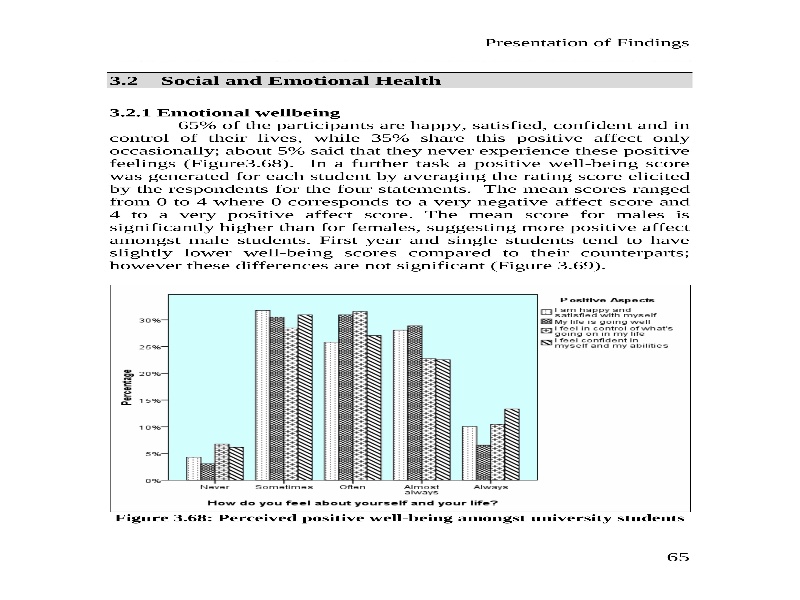 Presentation of Findings
3.2 Social and Emotional Health
3.2.1 Emotional wellbeing
65% of the participants are happy, satisfied, confident and in
control of their lives, while 35% share this positive affect only
occasionally; about 5% said that they never experience these positive
feelings (Figure3.68). In a further task a positive well-being score
was generated for each student by averaging the rating score elicited
by the respondents for the four statements. The mean scores ranged
from 0 to 4 where 0 corresponds to a very negative affect score and
4 to a very positive affect score. The mean score for males is
significantly higher than for females, suggesting more positive affect
amongst male students. First year and single students tend to have
slightly lower well-being scores compared to their counterparts;
however these differences are not significant (Figure 3.69).
Positive Aspects
I am happy and
satisfied with myself
My life is going well
I feel in control of what's
going on in my life
I feel confident in
myself and my abilities
Percentage
30%
25%
20%
15%
10%
5%
0%
Never Sometimes Often Almost always Always
How do you feel about yourself and your life?
Figure 3.68: Perceived positive well-being amongst university students
65